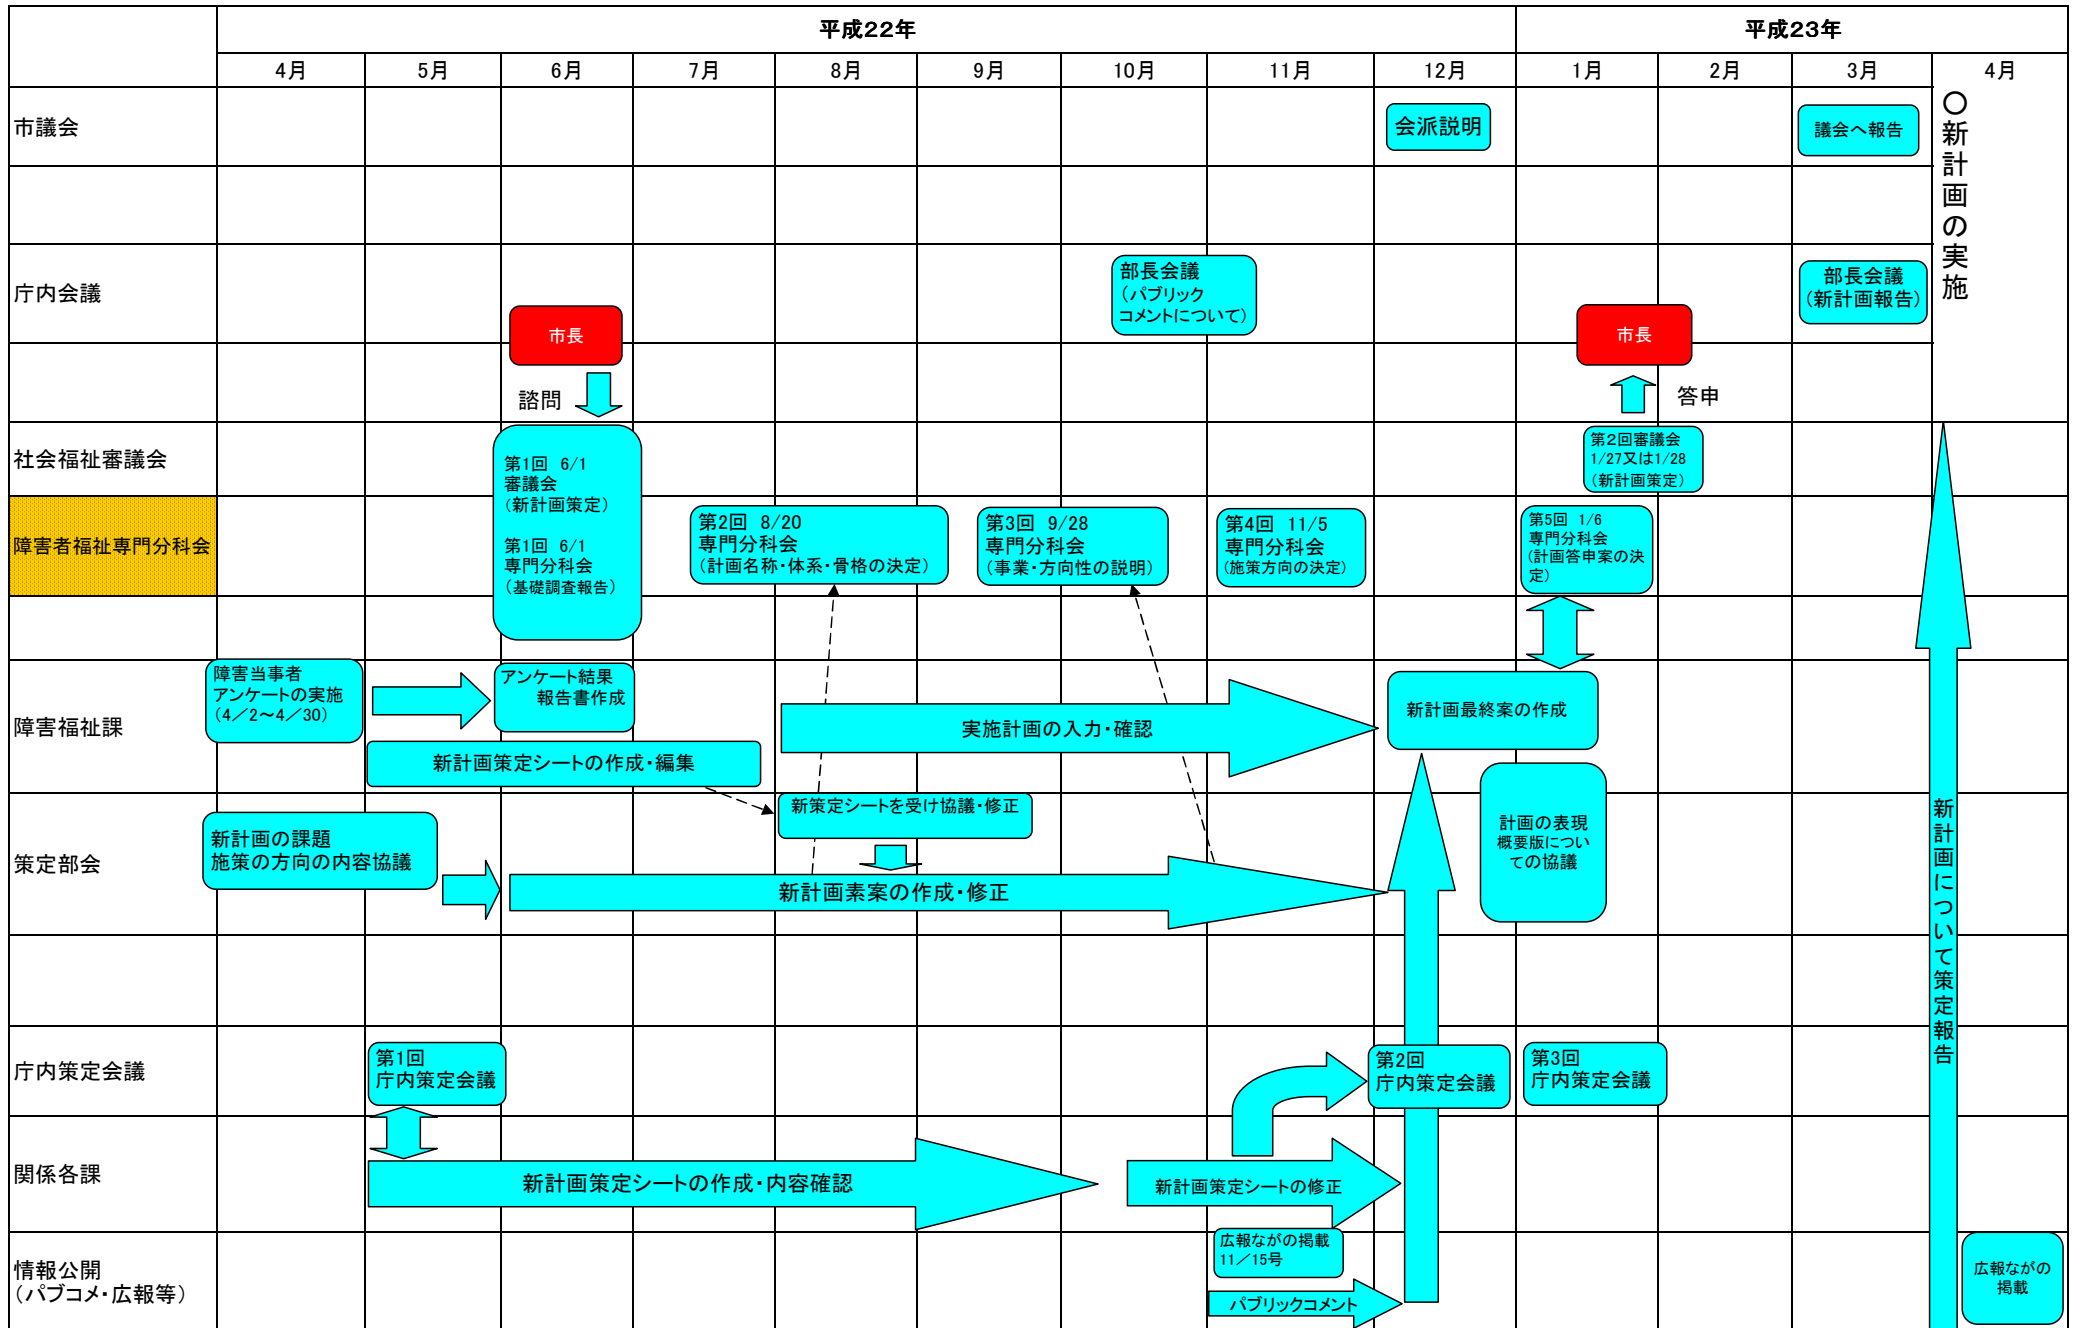 平成22年
平成23年
4月
5月
6月
7月
8月
9月
10月
11月
12月
1月
2月
3月
4月
市議会
会派説明
議会へ報告
○新計画の実施
庁内会議
部長会議
(パブリック
コメントについて)
部長会議
(新計画報告)
市長
市長
諮問
答申
社会福祉審議会
第1回 6/1
審議会
(新計画策定)
第1回 6/1
専門分科会
(基礎調査報告)
第2回審議会
1/27又は1/28
(新計画策定)
障害者福祉専門分科会
第2回 8/20
専門分科会
(計画名称・体系・骨格の決定)
第3回 9/28
専門分科会
(事業・方向性の説明)
第4回 11/5
専門分科会
(施策方向の決定)
第5回 1/6
専門分科会
(計画答申案の決
定)
障害福祉課
障害当事者
アンケートの実施
(4/2～4/30)
アンケート結果
報告書作成
実施計画の入力・確認
新計画最終案の作成
新計画策定シートの作成・編集
策定部会
新計画の課題
施策の方向の内容協議
新策定シートを受け協議・修正
新計画素案の作成・修正
計画の表現
概要版につい
ての協議
新計画について策定報告
庁内策定会議
第1回
庁内策定会議
第2回
庁内策定会議
第3回
庁内策定会議
関係各課
新計画策定シートの作成・内容確認
新計画策定シートの修正
情報公開
(パブコメ・広報等)
広報ながの掲載
11/15号
パブリックコメント
広報ながの
掲載